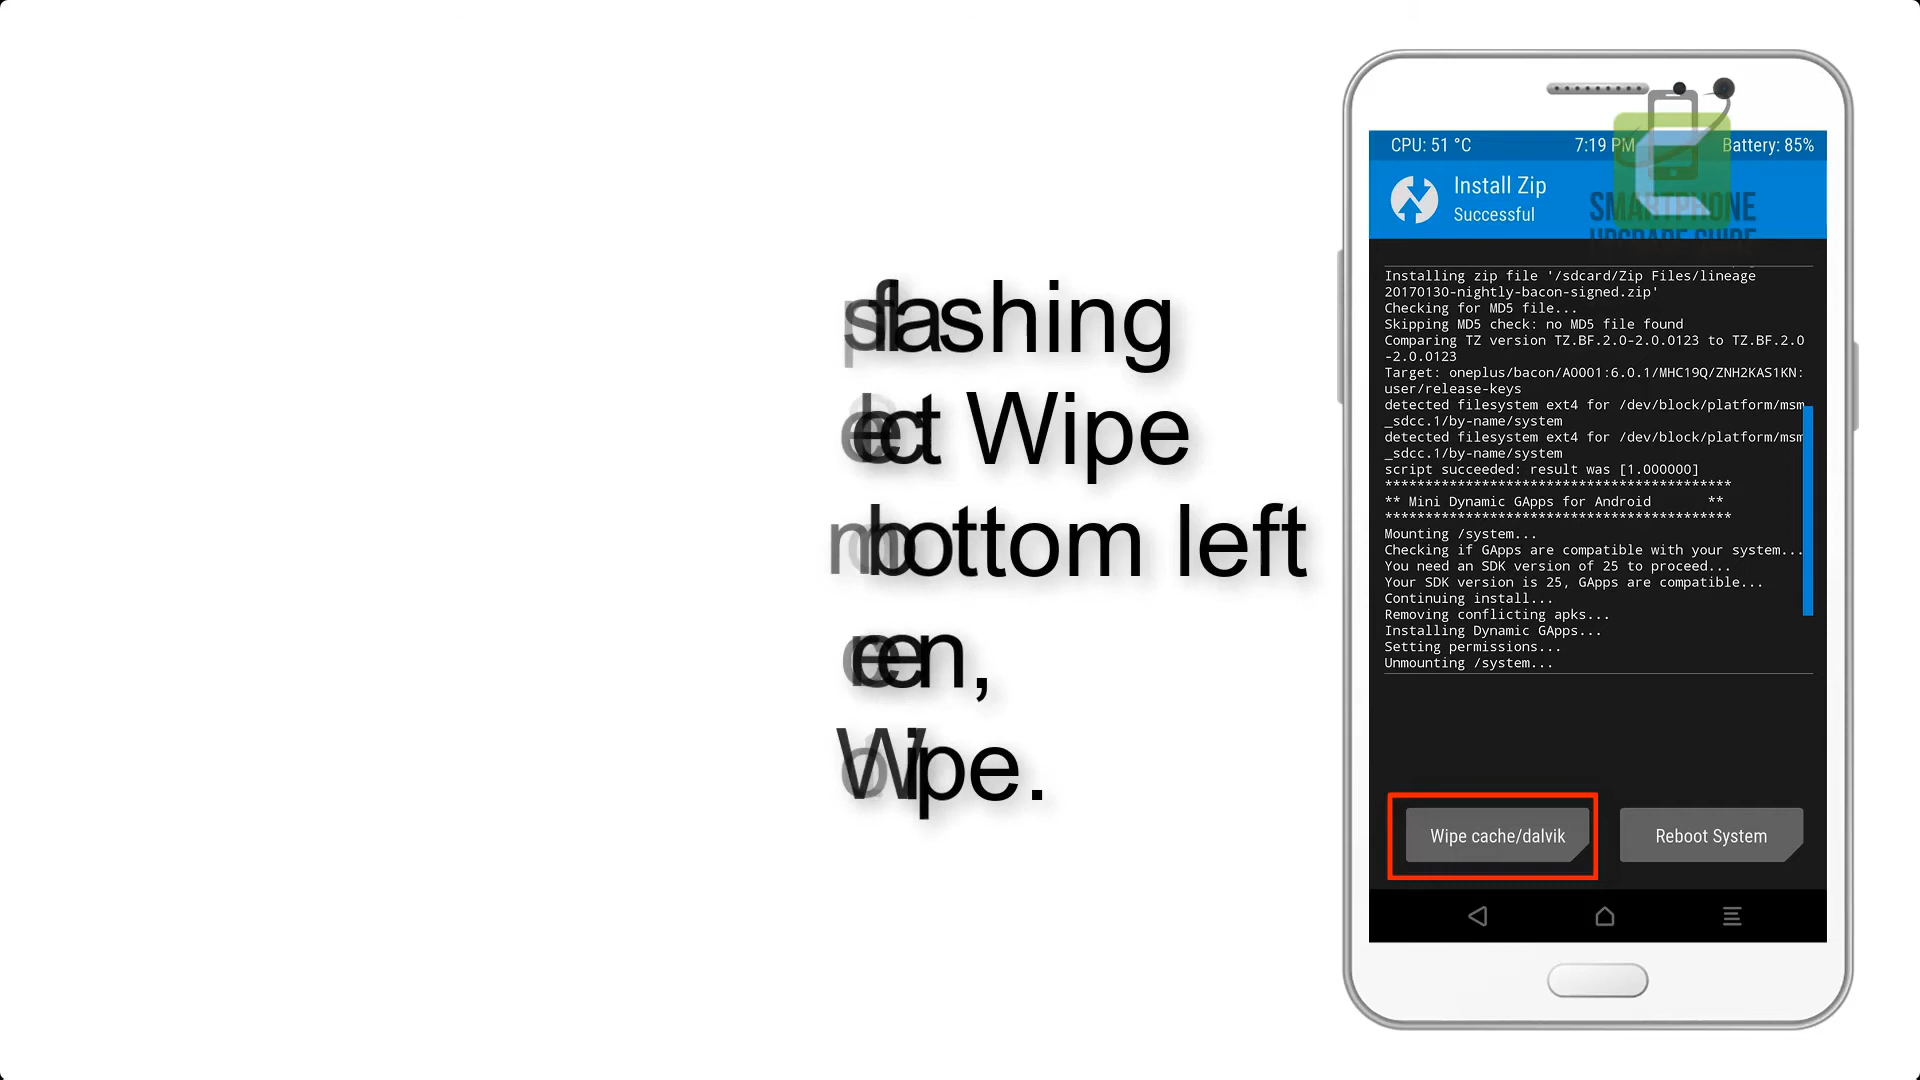 flashing
Wipe
bottom left
Wipe.
CPU: 51 °C
7:19 PM
Battery: 85%
Install Zip
Successful
SMARTPHONE
UPGRADE GUIDE
Installing zip file '/sdcard/Zip Files/lineage
20170130-nightly-bacon-signed.zip'
Checking for MD5 file...
Skipping MD5 check: no MD5 file found
Comparing TZ version TZ.BF.2.0-2.0.0123 to TZ.BF.2.0
-2.0.0123
Target: oneplus/bacon/A0001:6.0.1/MHC19Q/ZNH2KAS1KN:
user/release-keys
detected filesystem ext4 for /dev/block/platform/msm
_sdcc.1/by-name/system
detected filesystem ext4 for /dev/block/platform/msm
_sdcc.1/by-name/system
script succeeded: result was [1.000000]
******************************************
** Mini Dynamic GApps for Android       **
******************************************
Mounting /system...
Checking if GApps are compatible with your system...
You need an SDK version of 25 to proceed...
Your SDK version is 25, GApps are compatible...
Continuing install...
Removing conflicting apks...
Installing Dynamic GApps...
Setting permissions...
Unmounting /system...
Wipe cache/dalvik
Reboot System